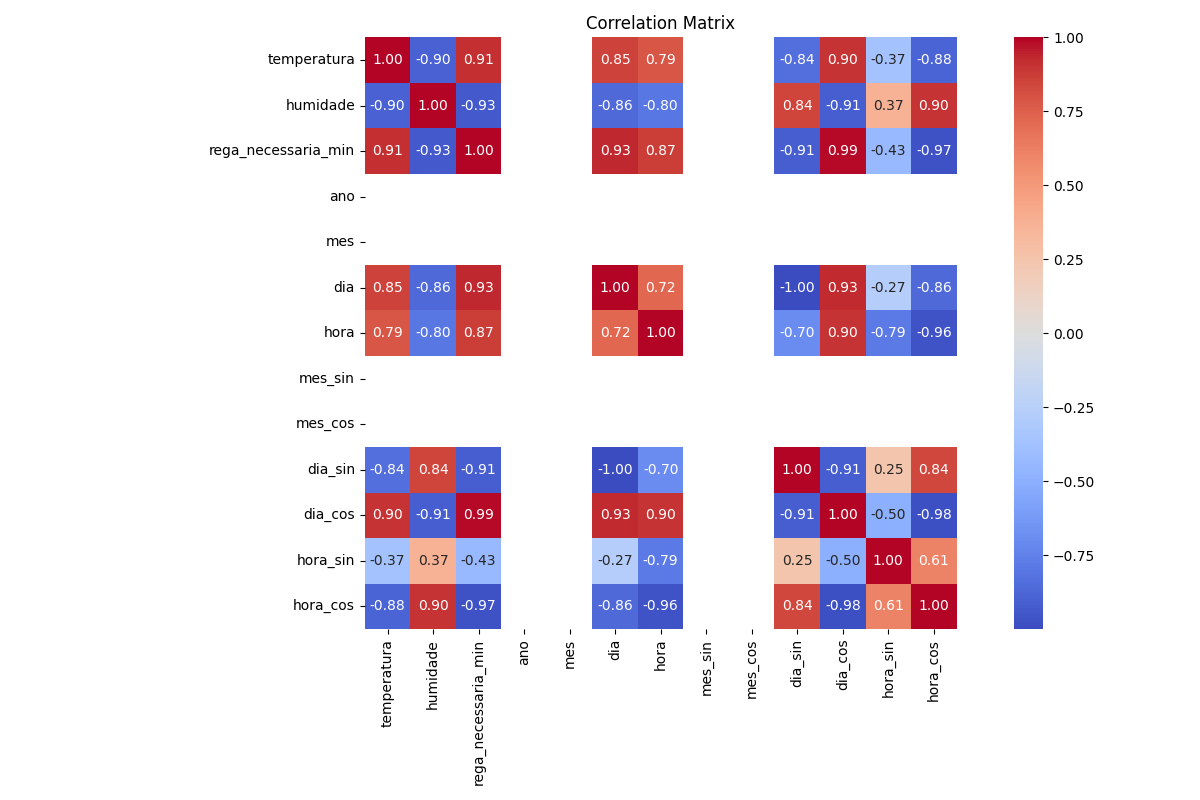 Correlation Matrix
temperatura 1.00 -0.90 0.91 0.85 0.79 -0.84 0.90 -0.37 -0.88
humidade -0.90 1.00 -0.93 -0.86 -0.80 0.84 -0.91 0.37 0.90
rega_necessaria_min 0.91 -0.93 1.00 0.93 0.87 -0.91 0.99 -0.43 -0.97
ano
mes
dia 0.85 -0.86 0.93 1.00 0.72 -1.00 0.93 -0.27 -0.86
hora 0.79 -0.80 0.87 0.72 1.00 -0.70 0.90 -0.79 -0.96
mes_sin
mes_cos
dia_sin -0.84 0.84 -0.91 -1.00 -0.70 1.00 -0.91 0.25 0.84
dia_cos 0.90 -0.91 0.99 0.93 0.90 -0.91 1.00 -0.50 -0.98
hora_sin -0.37 0.37 -0.43 -0.27 -0.79 0.25 -0.50 1.00 0.61
hora_cos -0.88 0.90 -0.97 -0.86 -0.96 0.84 -0.98 0.61 1.00
temperatura
humidade
rega_necessaria_min
ano
mes
dia
hora
mes_sin
mes_cos
dia_sin
dia_cos
hora_sin
hora_cos
1.00
0.75
0.50
0.25
0.00
−0.25
−0.50
−0.75